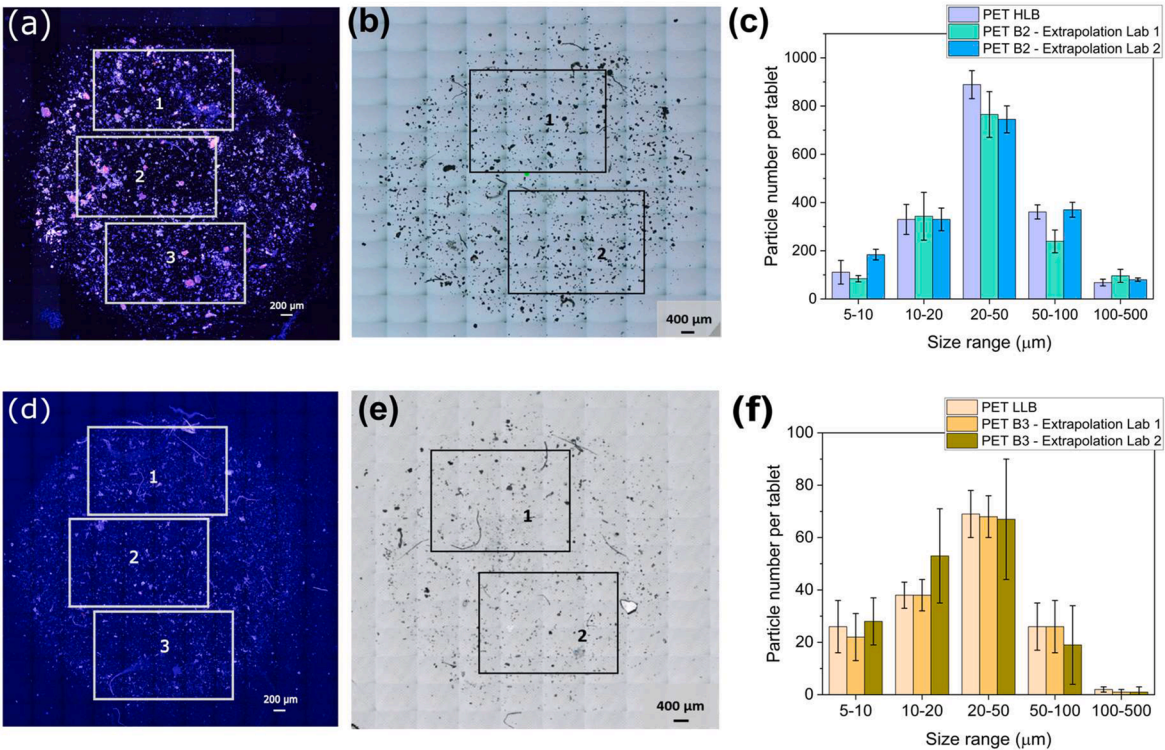 (a)
1
2
3
200 μm
(b)
1
2
400 μm
(c)
PET HLB
PET B2 - Extrapolation Lab 1
PET B2 - Extrapolation Lab 2
Particle number per tablet
1000
800
600
400
200
0
5-10 10-20 20-50 50-100 100-500
Size range (μm)
(d)
1
2
3
200 μm
(e)
1
2
400 μm
(f)
PET LLB
PET B3 - Extrapolation Lab 1
PET B3 - Extrapolation Lab 2
Particle number per tablet
100
80
60
40
20
0
5-10 10-20 20-50 50-100 100-500
Size range (μm)